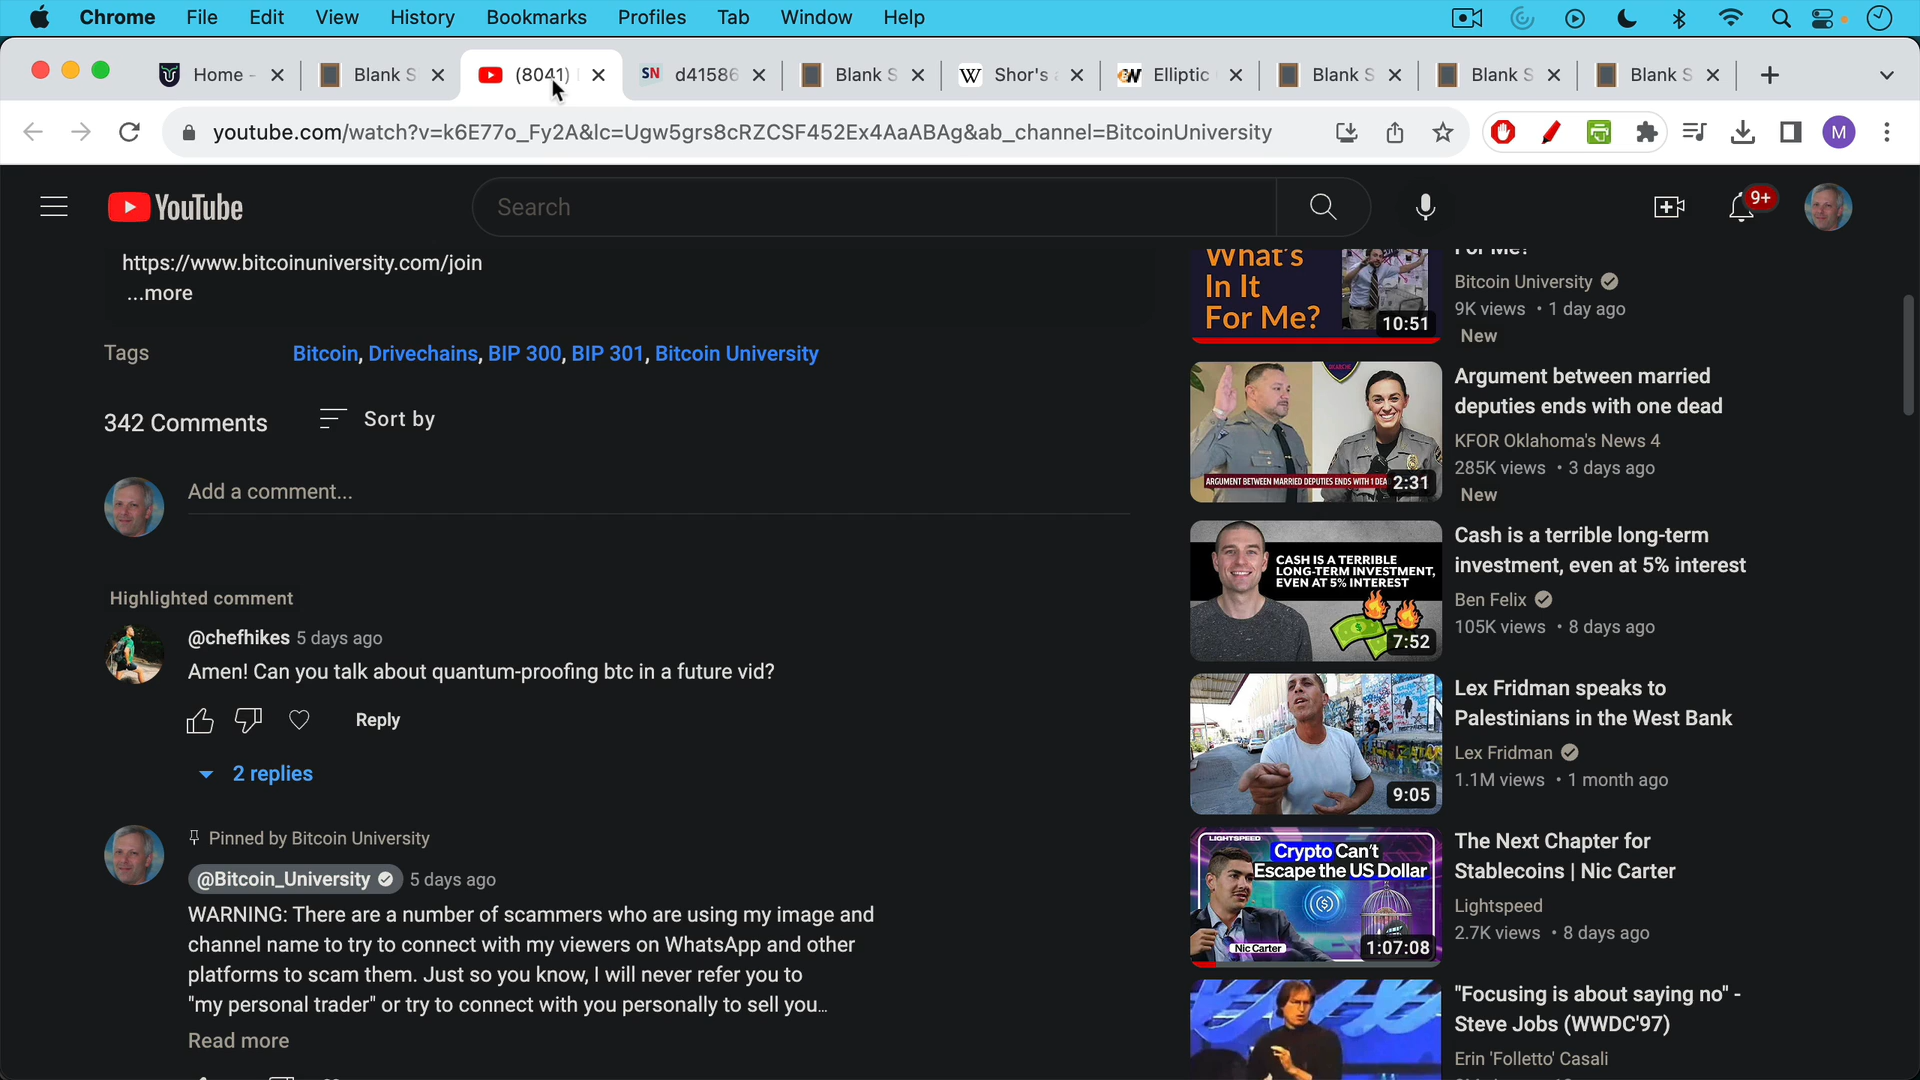 Chrome File Edit View History Bookmarks Profiles Tab Window Help
Home - Blank S (8041) SN d41586 Blank S W Shor's a Elliptic Blank S Blank S Blank S
youtube.com/watch?v=k6E77o_Fy2A&lc=Ugw5grs8cRZCSF452Ex4AaABAg&ab_channel=BitcoinUniversity M
YouTube Search 9+
https://www.bitcoinuniversity.com/join
...more
Tags Bitcoin, Drivechains, BIP 300, BIP 301, Bitcoin University
342 Comments Sort by
Add a comment...
Highlighted comment
@chefhikes 5 days ago
Amen! Can you talk about quantum-proofing btc in a future vid?
Reply
2 replies
Pinned by Bitcoin University
@Bitcoin_University 5 days ago
WARNING: There are a number of scammers who are using my image and
channel name to try to connect with my viewers on WhatsApp and other
platforms to scam them. Just so you know, I will never refer you to
"my personal trader" or try to connect with you personally to sell you...
Read more
What's
In It
For Me?
10:51
For Me?
Bitcoin University
9K views • 1 day ago
New
ARGUMENT BETWEEN MARRIED DEPUTIES ENDS WITH 1 DEA
2:31
Argument between married
deputies ends with one dead
KFOR Oklahoma's News 4
285K views • 3 days ago
New
CASH IS A TERRIBLE
LONG-TERM INVESTMENT,
EVEN AT 5% INTEREST
7:52
Cash is a terrible long-term
investment, even at 5% interest
Ben Felix
105K views • 8 days ago
9:05
Lex Fridman speaks to
Palestinians in the West Bank
Lex Fridman
1.1M views • 1 month ago
LIGHTSPEED
Crypto Can't
Escape the US Dollar
Nic Carter
1:07:08
The Next Chapter for
Stablecoins | Nic Carter
Lightspeed
2.7K views • 8 days ago
"Focusing is about saying no" -
Steve Jobs (WWDC'97)
Erin 'Folletto' Casali